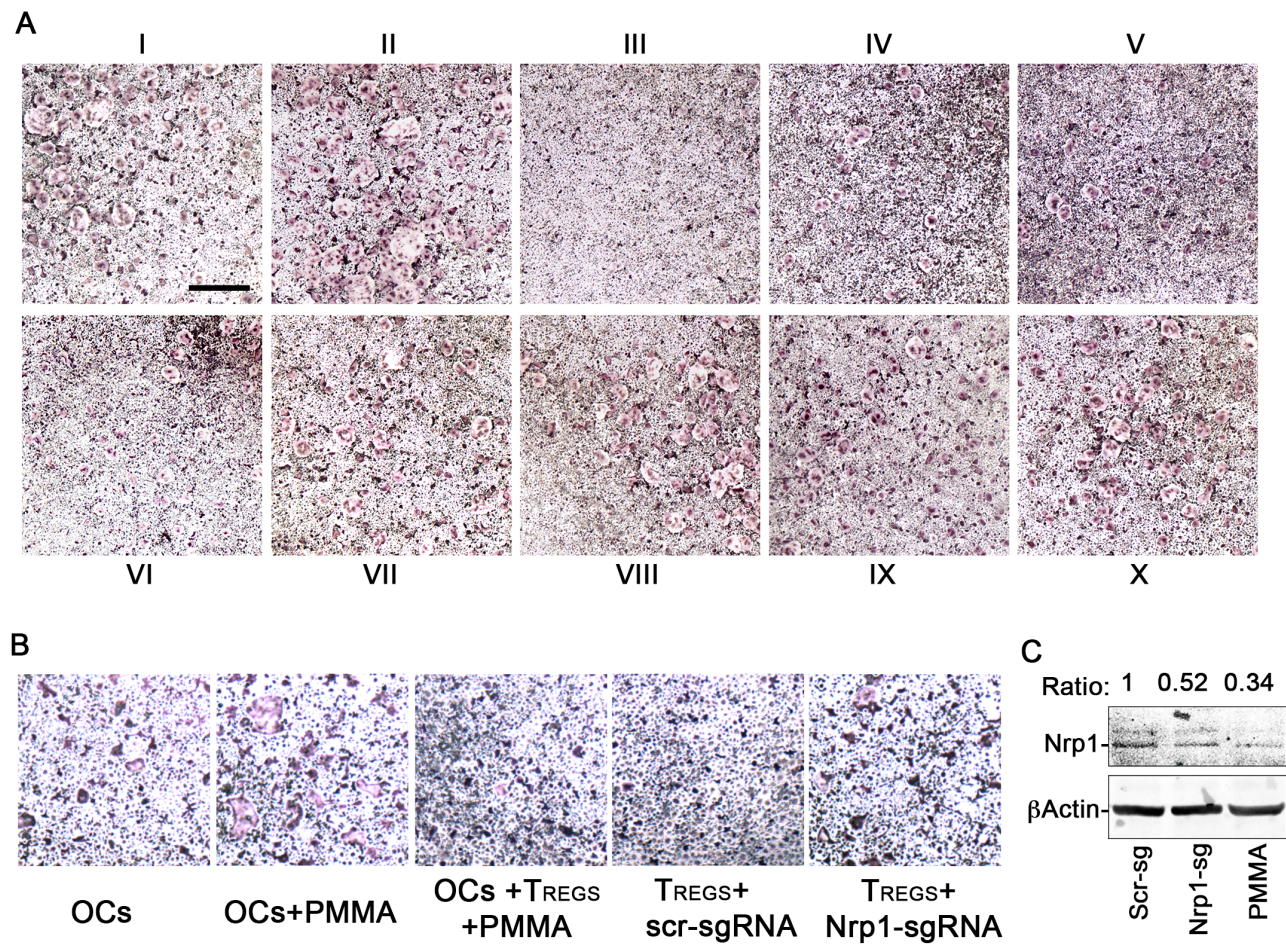 A
I II III IV V
VI VII VIII IX X
B
OCs
OCs+PMMA
OCs +TREGS
+PMMA
TREGS+
scr-sgRNA
TREGS+
Nrp1-sgRNA
C
Ratio: 1 0.52 0.34
Nrp1-
βActin-
Scr-sg
Nrp1-sg
PMMA